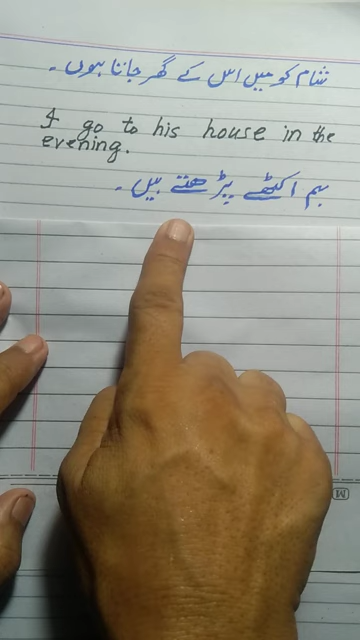 شام کو میں اس کے گھر جاتا ہوں۔
I go to his house in the
evening.
ہم اکٹھے پڑھتے ہیں۔
M